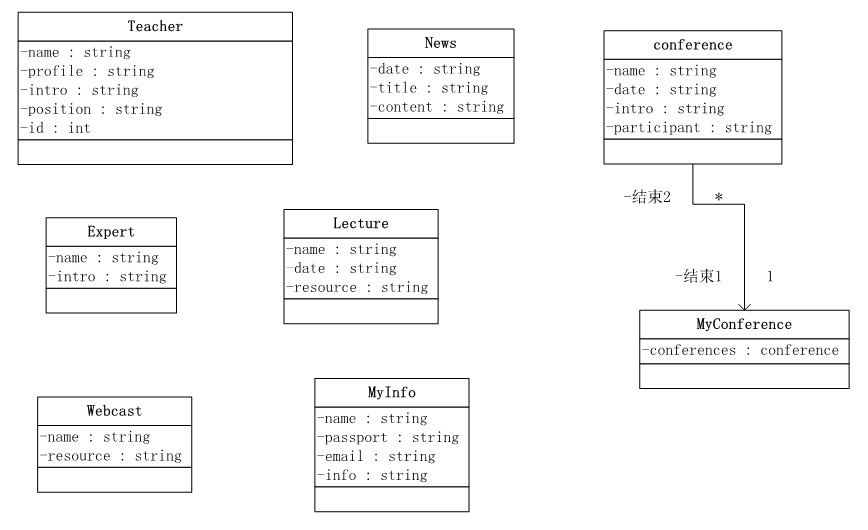 Teacher
-name : string
-profile : string
-intro : string
-position : string
-id : int
News
-date : string
-title : string
-content : string
conference
-name : string
-date : string
-intro : string
-participant : string
-结束2
*
-结束1
1
Expert
-name : string
-intro : string
Lecture
-name : string
-date : string
-resource : string
MyConference
-conferences : conference
Webcast
-name : string
-resource : string
MyInfo
-name : string
-passport : string
-email : string
-info : string